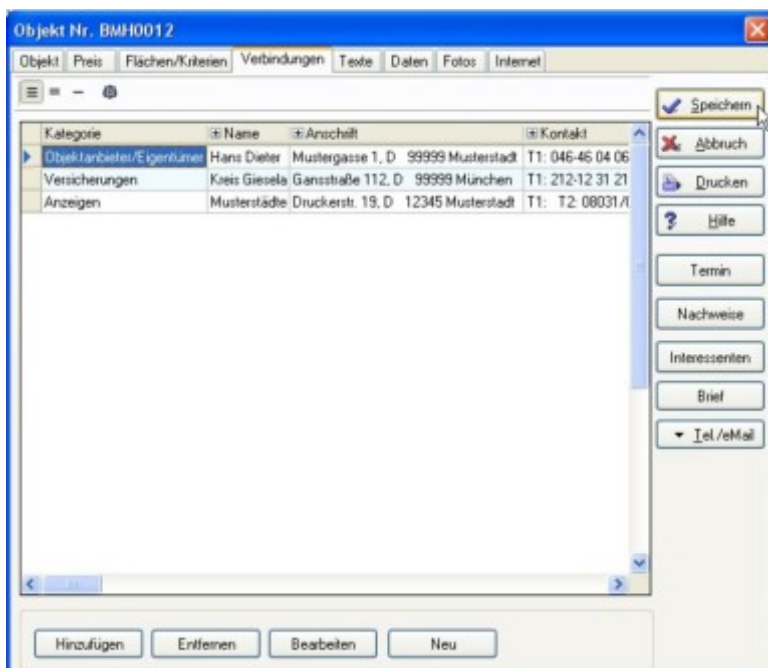 Objekt Nr. BMH0012
Objekt Preis Flächen/Kriterien Verbindungen Texte Daten Fotos Internet
Speichern
Abbruch
Drucken
Hilfe
Termin
Nachweise
Interessenten
Brief
Tel./eMail
Kategorie Name Anschrift Kontakt
Objektanbieter/Eigentümer Hans Dieter Mustergasse 1, D 99999 Musterstadt T1: 046-46 04 06
Versicherungen Kreis Giesela Gansstraße 112, D 99999 München T1: 212-12 31 21
Anzeigen Musterstädte Druckerstr. 19, D 12345 Musterstadt T1: T2: 08031/
Hinzufügen Entfernen Bearbeiten Neu